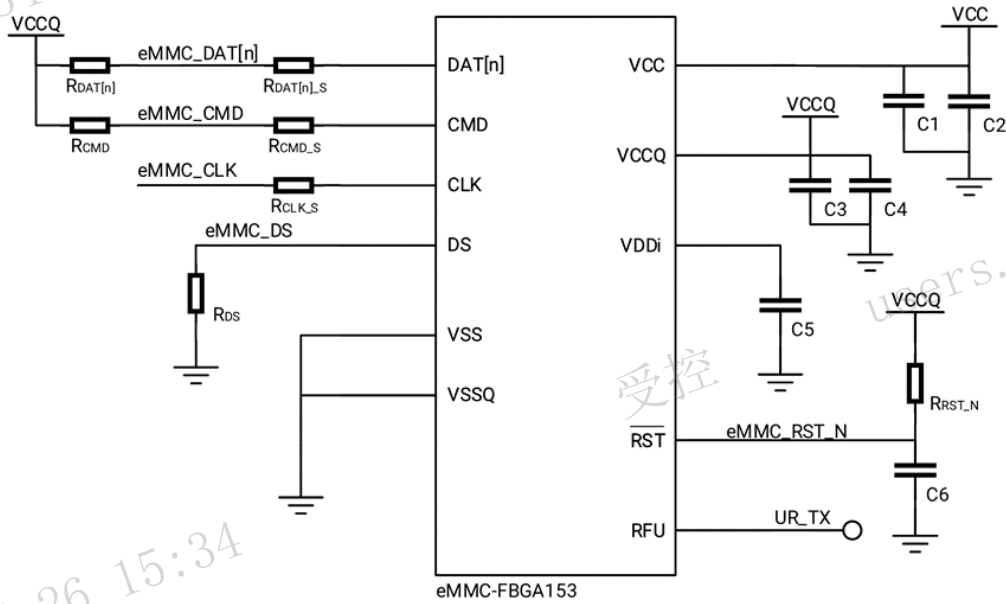 VCCQ
eMMC_DAT[n]
RDAT[n]
RDAT[n]_S
DAT[n]
eMMC_CMD
RCMD
RCMD_S
CMD
eMMC_CLK
RCLK_S
CLK
eMMC_DS
DS
RDS
VSS
VSSQ
VCC
VCC
C1
C2
VCCQ
VCCQ
C3
C4
VDDi
C5
VCCQ
RRST_N
RST
eMMC_RST_N
C6
RFU
UR_TX
eMMC-FBGA153
受控
users.
26 15:34